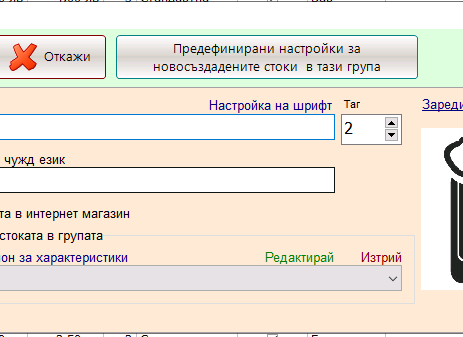 Откажи
Предефинирани настройки за
новосъздадените стоки в тази група
Настройка на шрифт
Таг
Зареди
2
чужд език
та в интернет магазин
стоката в групата
он за характеристики
Редактирай
Изтрий